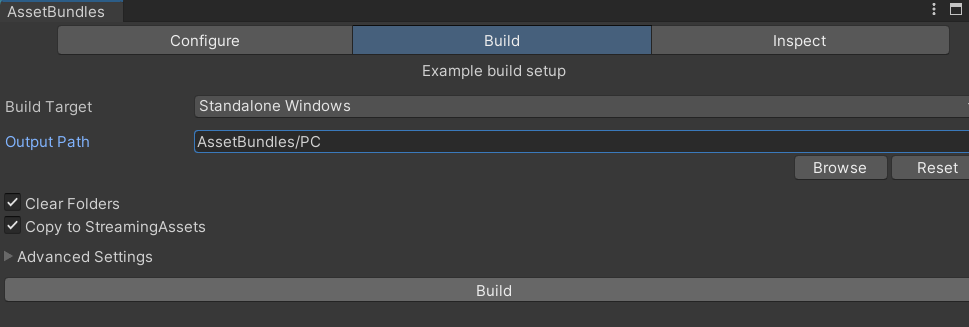 AssetBundles
Configure
Build
Inspect
Example build setup
Build Target
Standalone Windows
Output Path
AssetBundles/PC
Browse
Reset
Clear Folders
Copy to StreamingAssets
Advanced Settings
Build